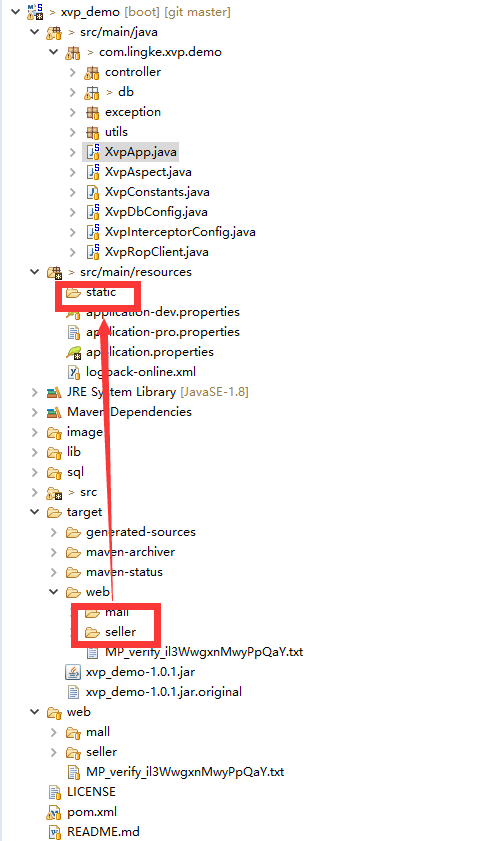 xvp_demo [boot] [git master]
> src/main/java
> com.lingke.xvp.demo
controller
> db
exception
utils
XvpApp.java
XvpAspect.java
XvpConstants.java
XvpDbConfig.java
XvpInterceptorConfig.java
XvpRopClient.java
> src/main/resources
static
application-dev.properties
application-pro.properties
application.properties
logback-online.xml
JRE System Library [JavaSE-1.8]
Maven Dependencies
image
lib
sql
> src
target
generated-sources
maven-archiver
maven-status
web
mall
seller
MP_verify_il3WwgxnMwyPpQaY.txt
xvp_demo-1.0.1.jar
xvp_demo-1.0.1.jar.original
web
mall
seller
MP_verify_il3WwgxnMwyPpQaY.txt
LICENSE
pom.xml
README.md